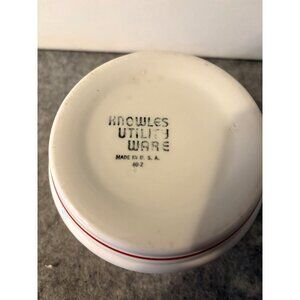 KNOWLES
UTILITY
WARE
MADE IN U. S. A.
40-2